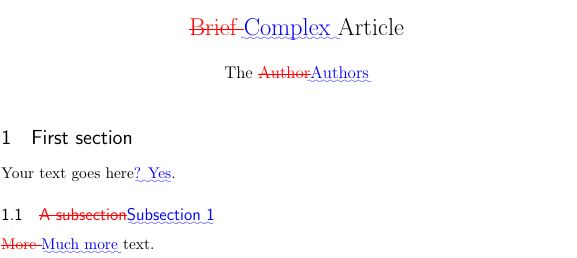 Brief Complex Article
The AuthorAuthors
1 First section
Your text goes here? Yes.
1.1 A subsectionSubsection 1
More Much more text.